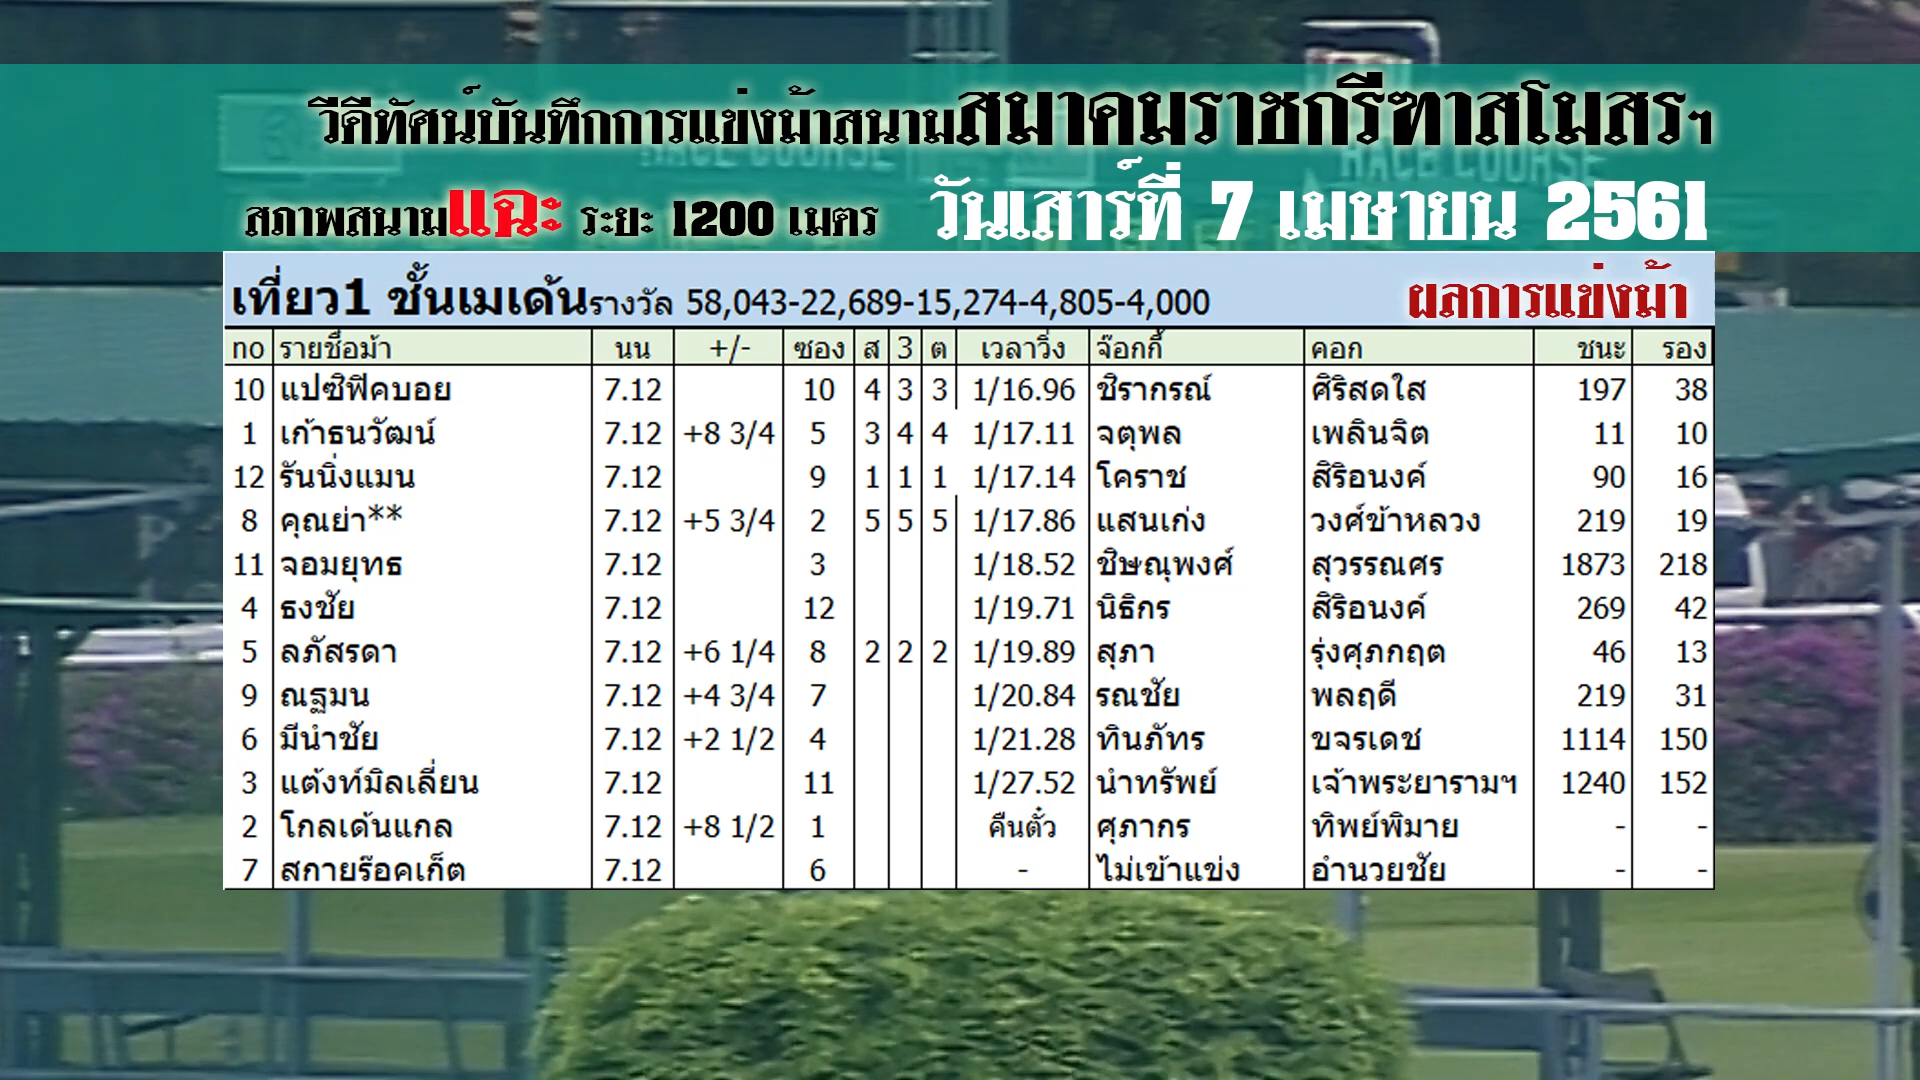 วีดีทัศน์บันทึกการแข่งม้าสนามสมาคมราชกรีฑาสโมสรฯ
สภาพสนามแฉะ ระยะ 1200 เมตร วันเสาร์ที่ 7 เมษายน 2561
เที่ยว1 ชั้นเมเด้นรางวัล 58,043-22,689-15,274-4,805-4,000 ผลการแข่งม้า
no รายชื่อม้า นน +/- ซอง ส 3 ต เวลาวิ่ง จ๊อกกี้ คอก ชนะ รอง
10 แปซิฟิคบอย 7.12 10 4 3 3 1/16.96 ชิรากรณ์ ศิริสดใส 197 38
1 เก้าธนวัฒน์ 7.12 +8 3/4 5 3 4 4 1/17.11 จตุพล เพลินจิต 11 10
12 รันนิ่งแมน 7.12 9 1 1 1 1/17.14 โคราช สิริอนงค์ 90 16
8 คุณย่า** 7.12 +5 3/4 2 5 5 5 1/17.86 แสนเก่ง วงศ์ข้าหลวง 219 19
11 จอมยุทธ 7.12 3 1/18.52 ชิษณุพงศ์ สุวรรณศร 1873 218
4 ธงชัย 7.12 12 1/19.71 นิธิกร สิริอนงค์ 269 42
5 ลภัสรดา 7.12 +6 1/4 8 2 2 2 1/19.89 สุภา รุ่งศุภกฤต 46 13
9 ณฐมน 7.12 +4 3/4 7 1/20.84 รณชัย พลฤดี 219 31
6 มีนำชัย 7.12 +2 1/2 4 1/21.28 ทินภัทร ขจรเดช 1114 150
3 แต้งท์มิลเลี่ยน 7.12 11 1/27.52 นำทรัพย์ เจ้าพระยารามฯ 1240 152
2 โกลเด้นแกล 7.12 +8 1/2 1 คืนตั๋ว ศุภากร ทิพย์พิมาย - -
7 สกายร๊อคเก็ต 7.12 6 - ไม่เข้าแข่ง อำนวยชัย - -